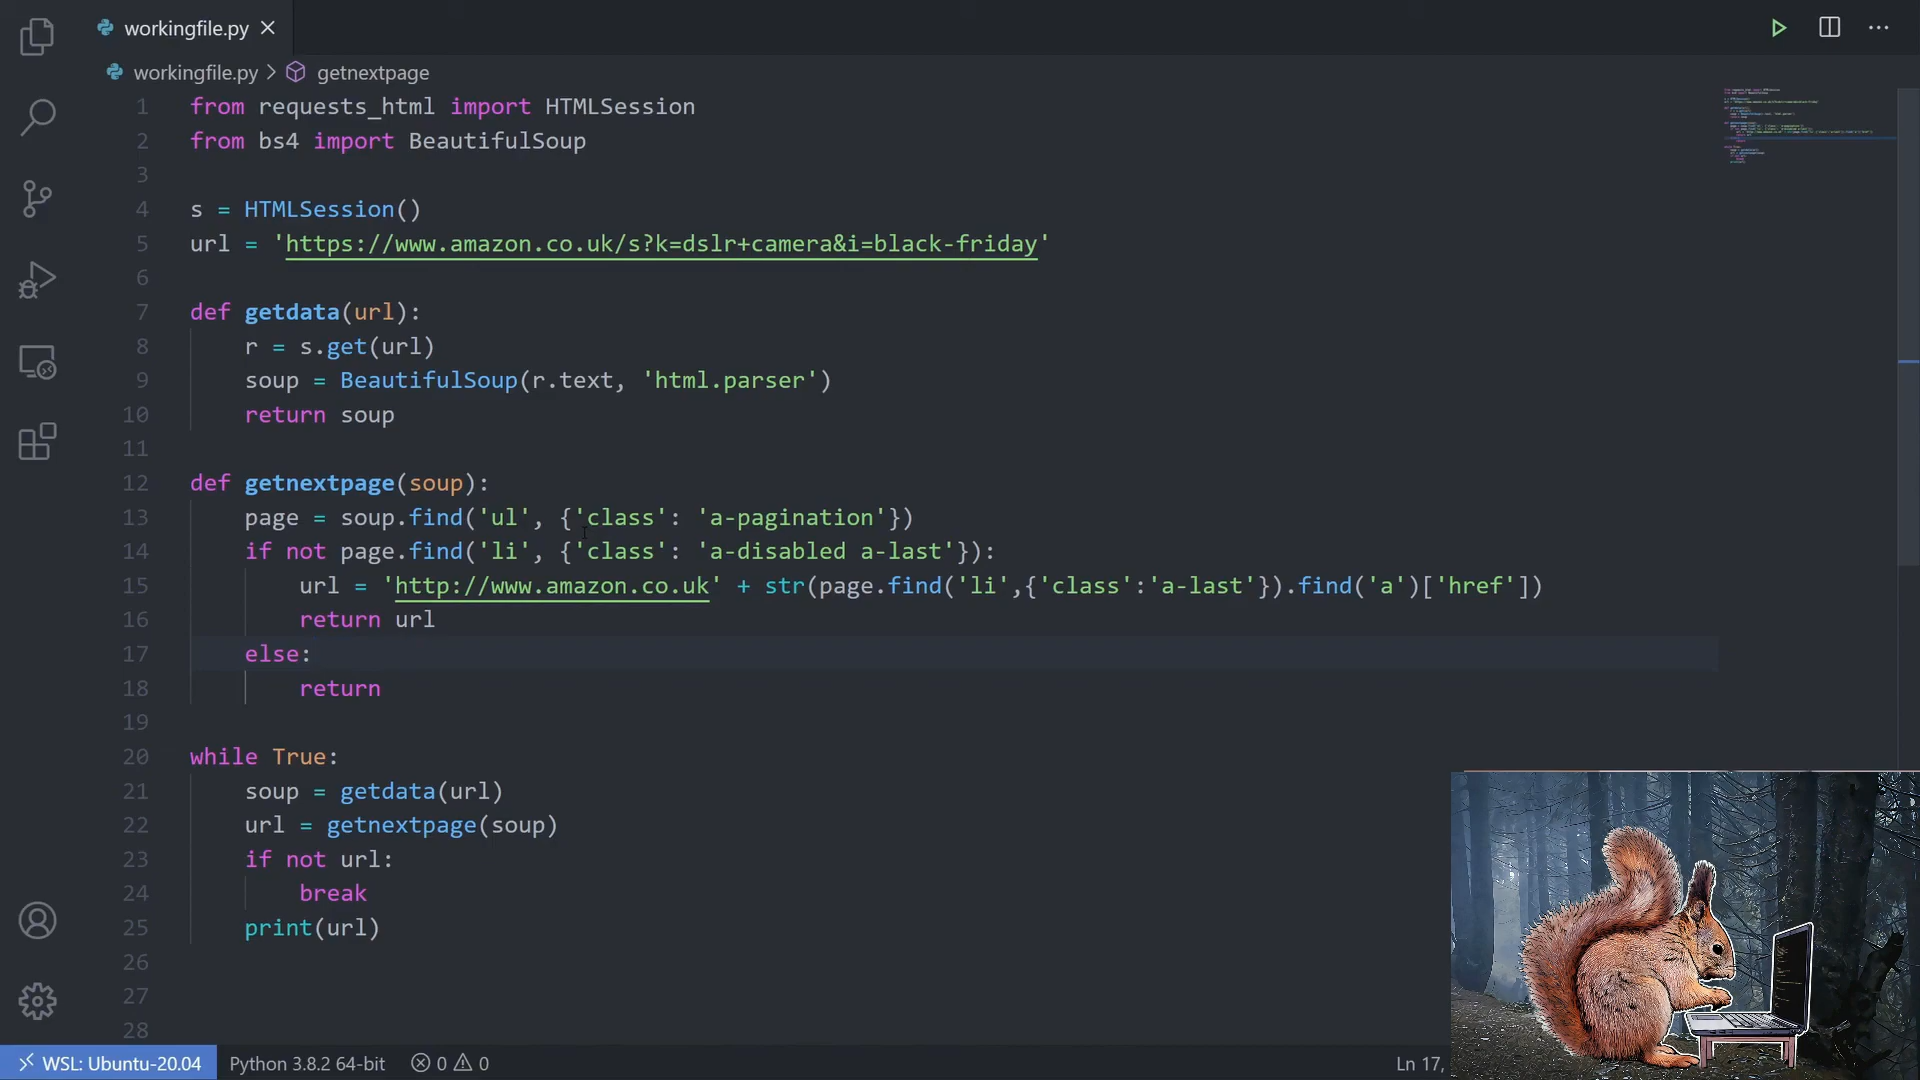 workingfile.py
workingfile.py > getnextpage
1 from requests_html import HTMLSession
2 from bs4 import BeautifulSoup
3
4 s = HTMLSession()
5 url = 'https://www.amazon.co.uk/s?k=dslr+camera&i=black-friday'
6
7 def getdata(url):
8 r = s.get(url)
9 soup = BeautifulSoup(r.text, 'html.parser')
10 return soup
11
12 def getnextpage(soup):
13 page = soup.find('ul', {'class': 'a-pagination'})
14 if not page.find('li', {'class': 'a-disabled a-last'}):
15 url = 'http://www.amazon.co.uk' + str(page.find('li',{'class':'a-last'}).find('a')['href'])
16 return url
17 else:
18 return
19
20 while True:
21 soup = getdata(url)
22 url = getnextpage(soup)
23 if not url:
24 break
25 print(url)
26
27
28
WSL: Ubuntu-20.04 Python 3.8.2 64-bit 0 0 Ln 17,